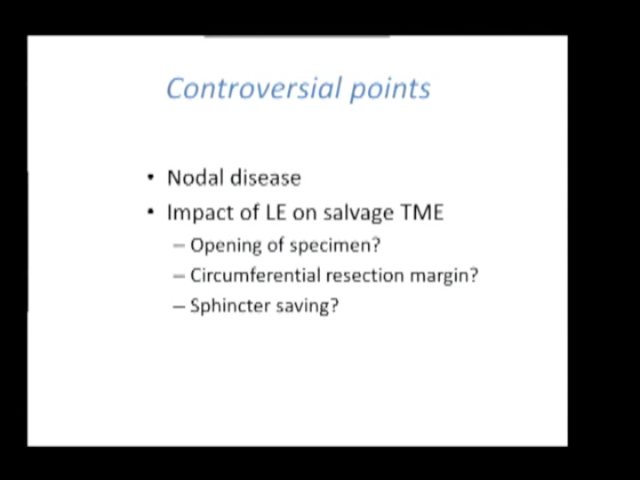 Controversial points
• Nodal disease
• Impact of LE on salvage TME
– Opening of specimen?
– Circumferential resection margin?
– Sphincter saving?